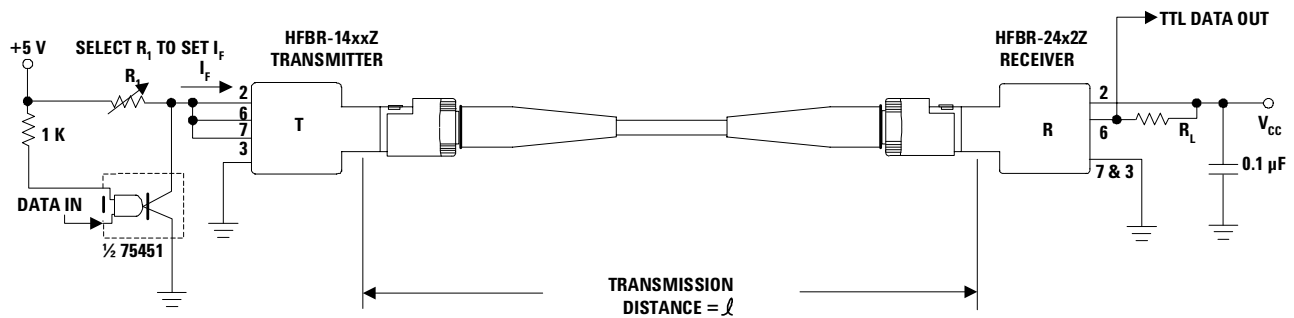 +5 V
SELECT R1 TO SET IF
R1
IF
1 K
DATA IN
½ 75451
HFBR-14xxZ
TRANSMITTER
2
6
7
3
T
TRANSMISSION
DISTANCE = ℓ
TTL DATA OUT
HFBR-24x2Z
RECEIVER
R
2
6
7 & 3
RL
VCC
0.1 µF